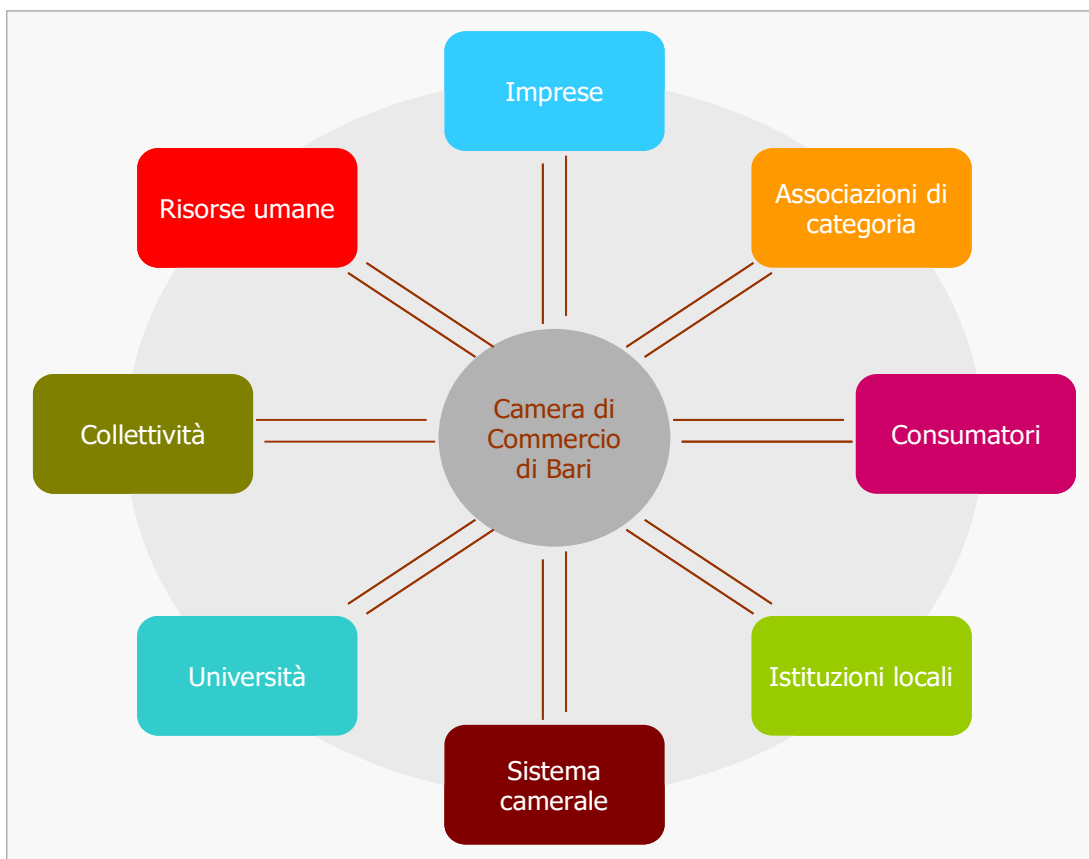 Imprese
Associazioni di
categoria
Risorse umane
Camera di
Commercio
di Bari
Collettività
Consumatori
Università
Istituzioni locali
Sistema
camerale